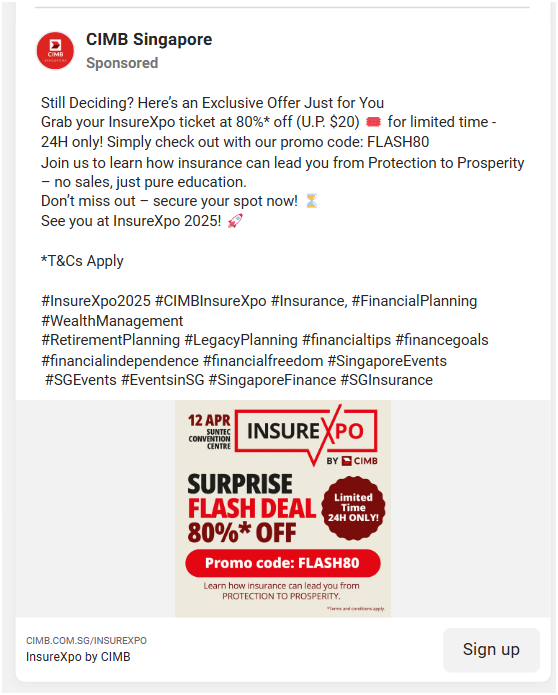 CIMB
CIMB Singapore
Sponsored
Still Deciding? Here’s an Exclusive Offer Just for You
Grab your InsureXpo ticket at 80%* off (U.P. $20) 🎟️ for limited time -
24H only! Simply check out with our promo code: FLASH80
Join us to learn how insurance can lead you from Protection to Prosperity
– no sales, just pure education.
Don’t miss out – secure your spot now! ⏳
See you at InsureXpo 2025! 🚀
*T&Cs Apply
#InsureXpo2025 #CIMBInsureXpo #Insurance, #FinancialPlanning
#WealthManagement
#RetirementPlanning #LegacyPlanning #financialtips #financegoals
#financialindependence #financialfreedom #SingaporeEvents
#SGEvents #EventsinSG #SingaporeFinance #SGInsurance
12 APR
SUNTEC
CONVENTION
CENTRE
INSUREXPO
BY CIMB
SURPRISE
FLASH DEAL
80%* OFF
Limited
Time
24H ONLY!
Promo code: FLASH80
Learn how insurance can lead you from
PROTECTION TO PROSPERITY.
*Terms and conditions apply.
CIMB.COM.SG/INSUREXPO
InsureXpo by CIMB
Sign up